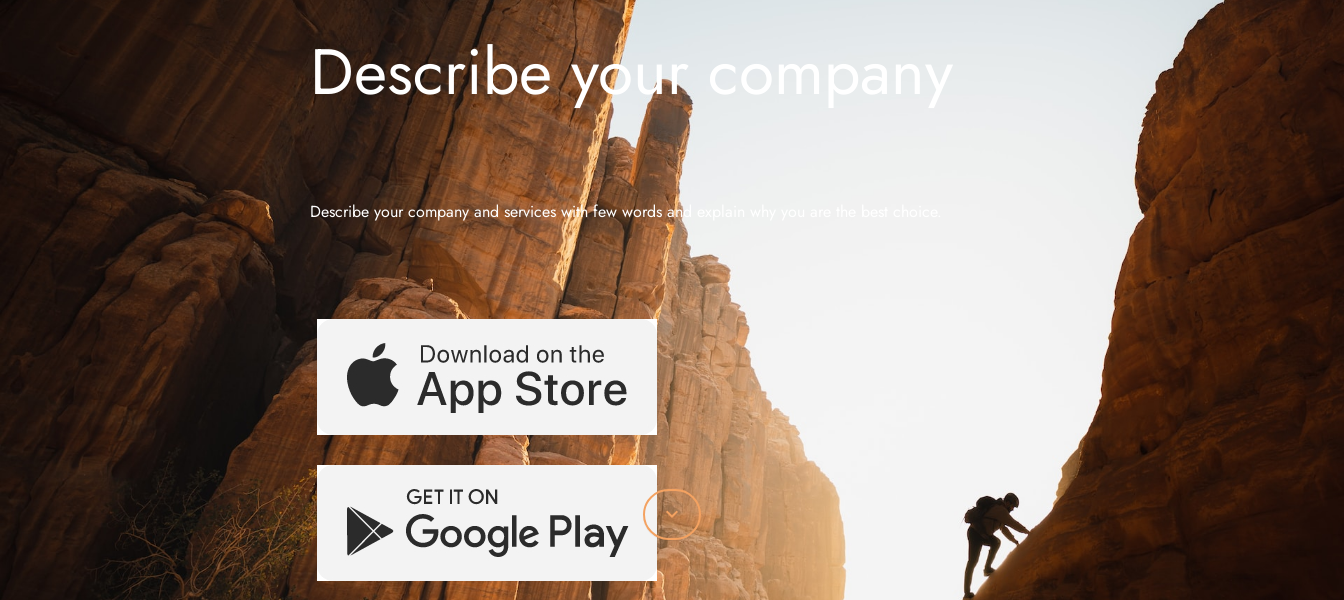 Describe your company
Describe your company and services with few words and explain why you are the best choice.
Download on the
App Store
GET IT ON
Google Play